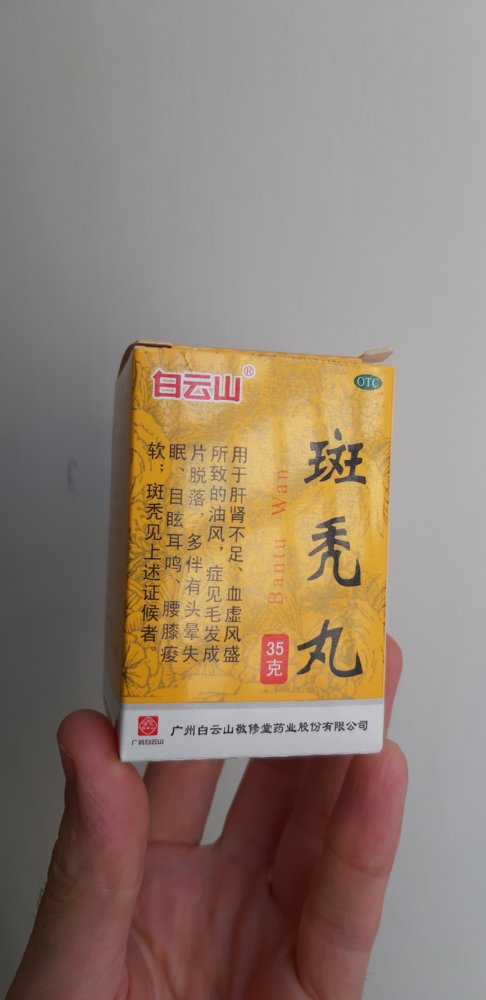 白云山®
OTC
斑秃丸
Bantu Wan
35克
用于肝肾不足、血虚风盛
所致的油风，症见毛发成
片脱落，多伴有头晕失
眠、目眩耳鸣、腰膝痠
软：斑秃见上述证候者。
广药白云山
广州白云山敬修堂药业股份有限公司